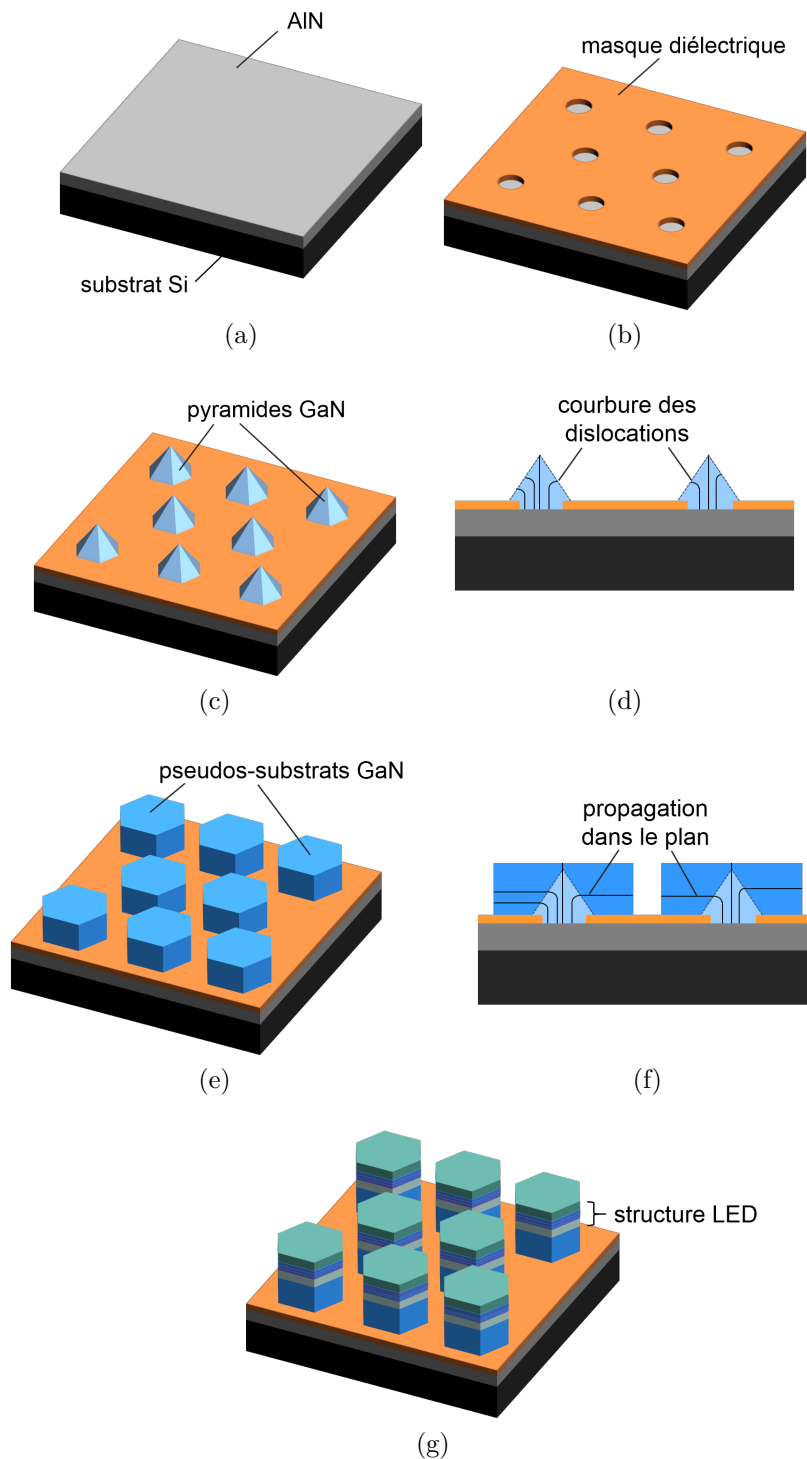 AlN
masque diélectrique
substrat Si
(a)
(b)
pyramides GaN
courbure des
dislocations
(c)
(d)
pseudos-substrats GaN
propagation
dans le plan
(e)
(f)
structure LED
(g)